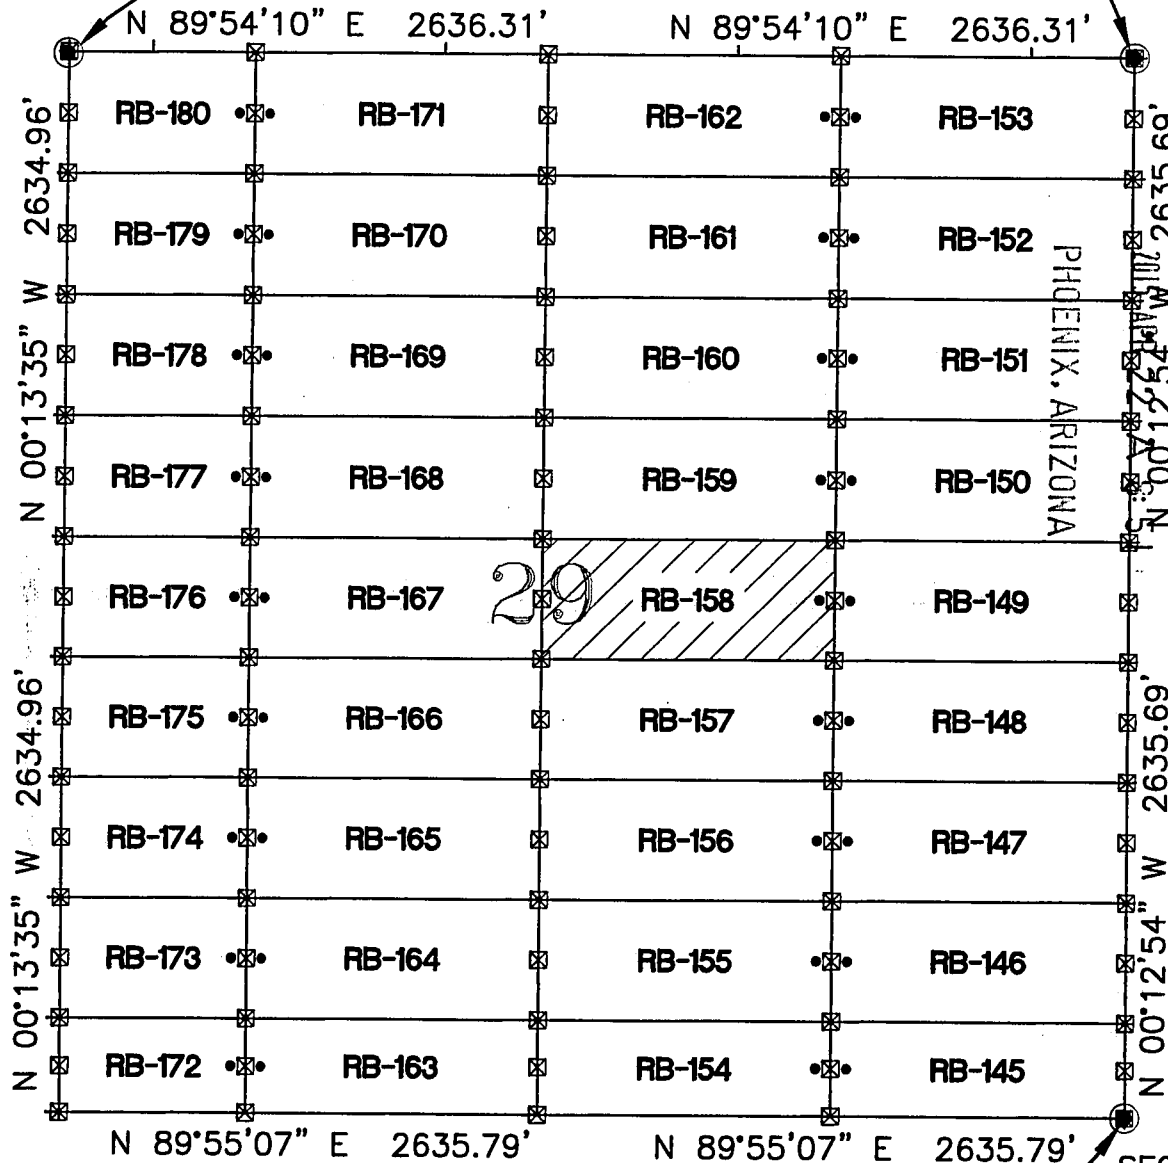 N 89°54'10" E 2636.31' N 89°54'10" E 2636.31'
RB-180 RB-171 RB-162 RB-153
RB-179 RB-170 RB-161 RB-152
RB-178 RB-169 RB-160 RB-151
RB-177 RB-168 RB-159 RB-150
RB-176 RB-167 29 RB-158 RB-149
RB-175 RB-166 RB-157 RB-148
RB-174 RB-165 RB-156 RB-147
RB-173 RB-164 RB-155 RB-146
RB-172 RB-163 RB-154 RB-145
N 89°55'07" E 2635.79' N 89°55'07" E 2635.79'
N 00°13'35" W 2634.96'
N 00°13'35" W 2634.96'
PHOENIX, ARIZONA
N 00°12'54" W 2635.69'
N 00°12'54" W 2635.69'